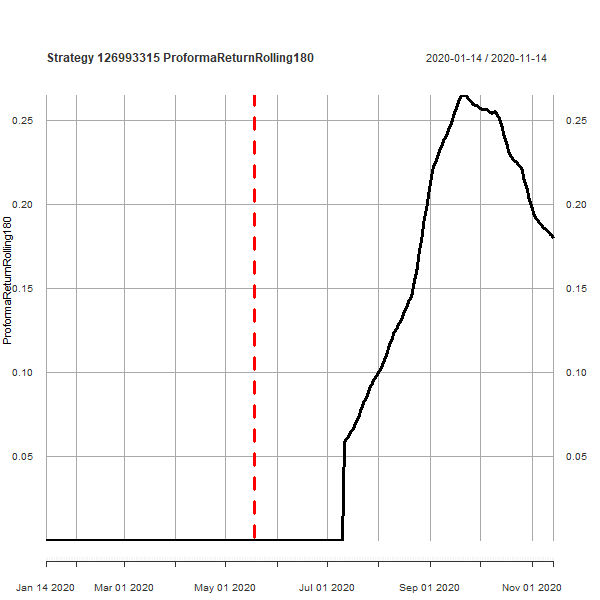 Strategy 126993315 ProformaReturnRolling180
2020-01-14 / 2020-11-14
ProformaReturnRolling180
0.25
0.20
0.15
0.10
0.05
0.25
0.20
0.15
0.10
0.05
Jan 14 2020
Mar 01 2020
May 01 2020
Jul 01 2020
Sep 01 2020
Nov 01 2020